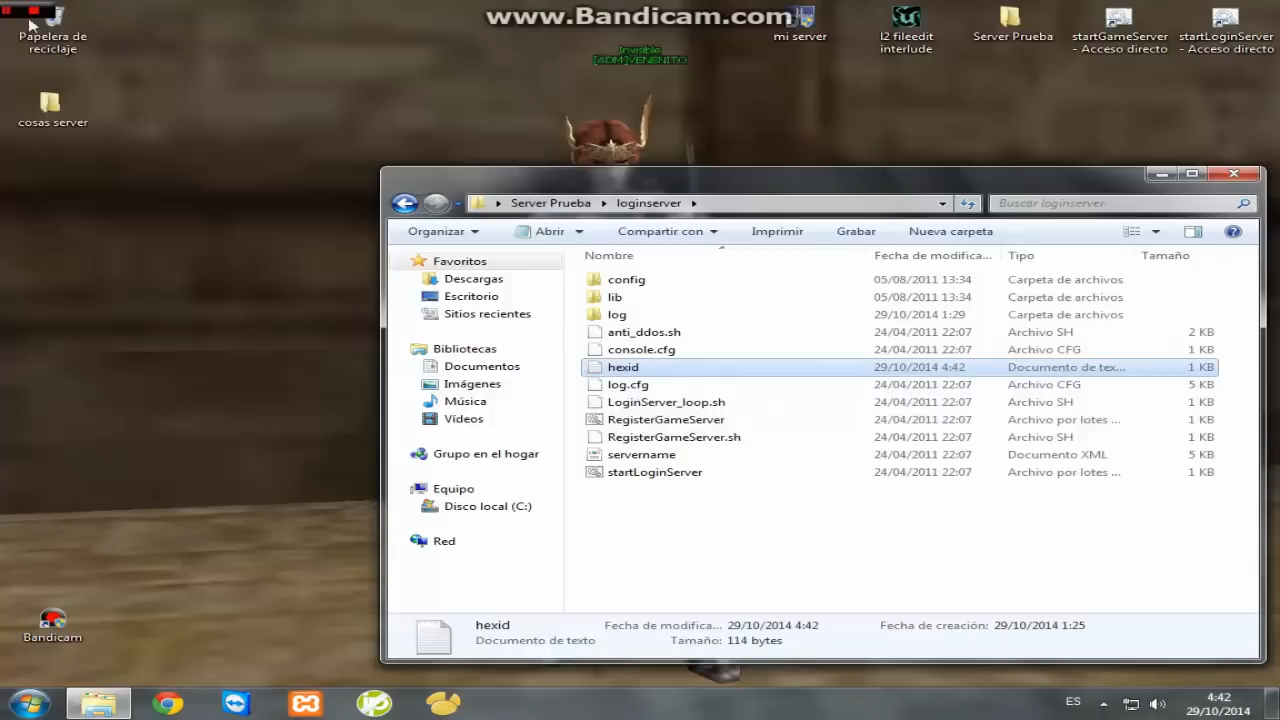 www.Bandicam.com
Papelera de
reciclaje
mi server
l2 fileedit
interlude
Server Prueba
startGameServer
- Acceso directo
startLoginServer
- Acceso directo
Invisible
[ADM]VENENITO
cosas server
Server Prueba loginserver
Buscar loginserver
Organizar Abrir Compartir con Imprimir Grabar Nueva carpeta
Nombre Fecha de modifica... Tipo Tamaño
Favoritos
Descargas
Escritorio
Sitios recientes
Bibliotecas
Documentos
Imágenes
Música
Vídeos
Grupo en el hogar
Equipo
Disco local (C:)
Red
config 05/08/2011 13:34 Carpeta de archivos
lib 05/08/2011 13:34 Carpeta de archivos
log 29/10/2014 1:29 Carpeta de archivos
anti_ddos.sh 24/04/2011 22:07 Archivo SH 2 KB
console.cfg 24/04/2011 22:07 Archivo CFG 1 KB
hexid 29/10/2014 4:42 Documento de tex... 1 KB
log.cfg 24/04/2011 22:07 Archivo CFG 5 KB
LoginServer_loop.sh 24/04/2011 22:07 Archivo SH 1 KB
RegisterGameServer 24/04/2011 22:07 Archivo por lotes ... 1 KB
RegisterGameServer.sh 24/04/2011 22:07 Archivo SH 1 KB
servername 24/04/2011 22:07 Documento XML 5 KB
startLoginServer 24/04/2011 22:07 Archivo por lotes ... 1 KB
hexid Fecha de modifica... 29/10/2014 4:42 Fecha de creación: 29/10/2014 1:25
Documento de texto Tamaño: 114 bytes
Bandicam
ES
4:42
29/10/2014